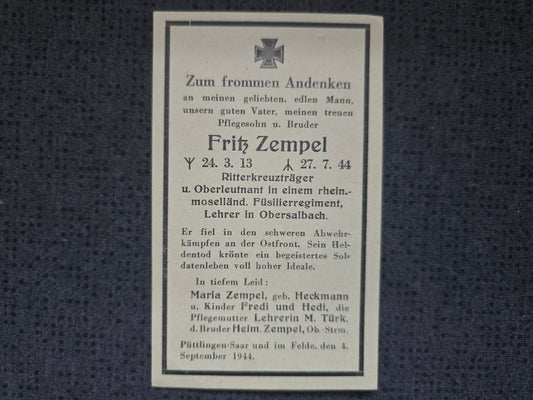 Zum frommen Andenken
an meinen geliebten, edlen Mann,
unsern guten Vater, meinen treuen
Pflegesohn u. Bruder
Fritz Zempel
ᛉ 24. 3. 13 ᛣ 27. 7. 44
Ritterkreuzträger
u. Oberleutnant in einem rhein.-
moselländ. Füsilierregiment,
Lehrer in Obersalbach.
Er fiel in den schweren Abwehr-
kämpfen an der Ostfront. Sein Hel-
dentod krönte ein begeistertes Sol-
datenleben voll hoher Ideale.
In tiefem Leid:
Maria Zempel, geb. Heckmann
u. Kinder Fredi und Hedi, die
Pflegemutter Lehrerin M. Türk,
d. Bruder Helm. Zempel, Ob.-Strm.
Püttlingen-Saar und im Felde, den 4.
September 1944.